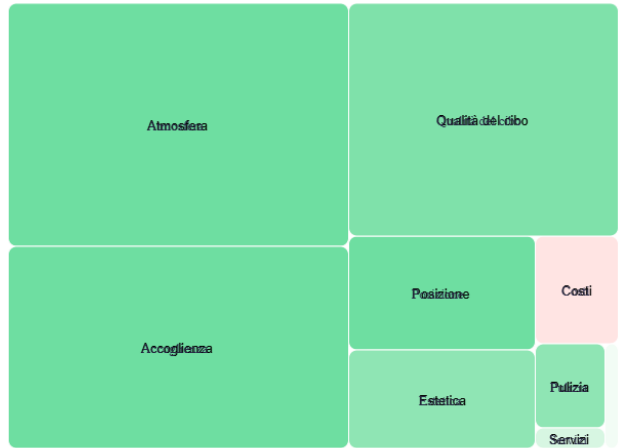 Atmosfera
Qualità del cibo
Accoglienza
Posizione
Costi
Estetica
Pulizia
Servizi